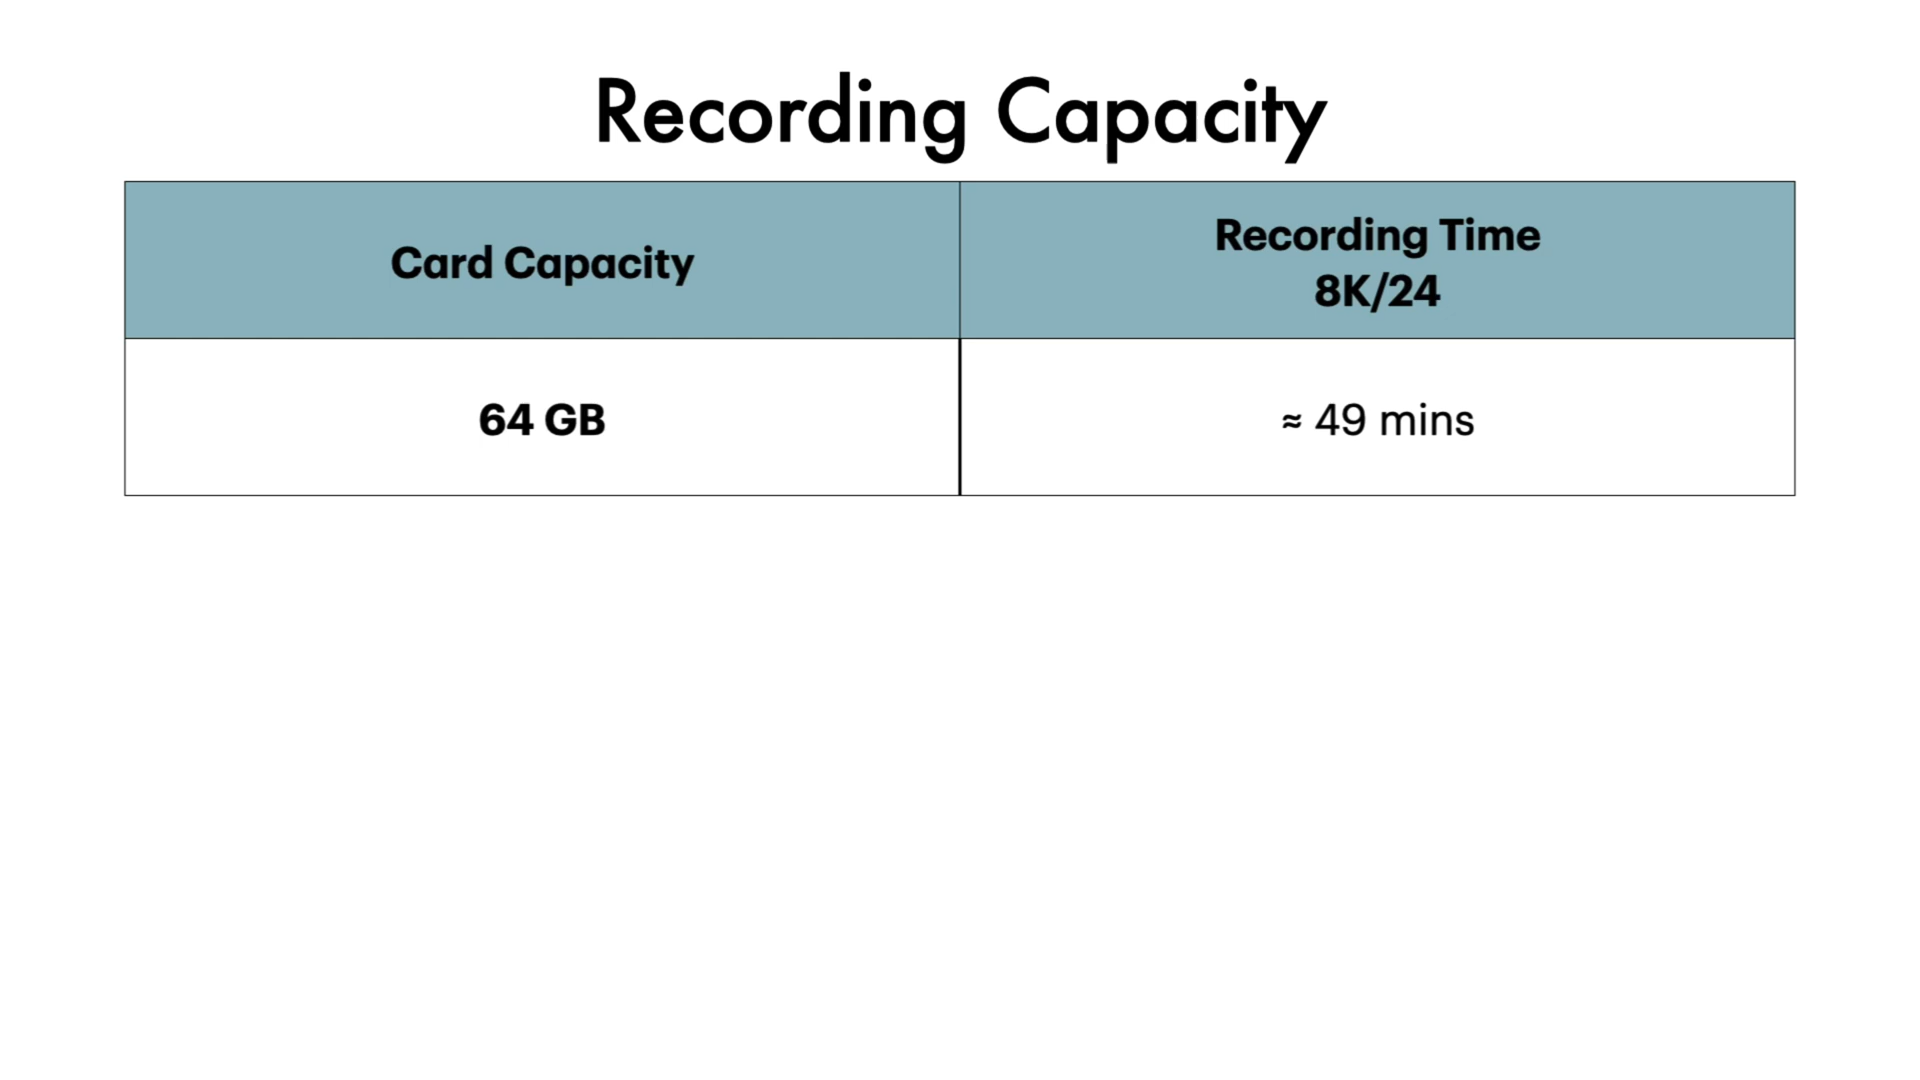 Recording Capacity
Card Capacity
Recording Time
8K/24
64 GB
≈ 49 mins